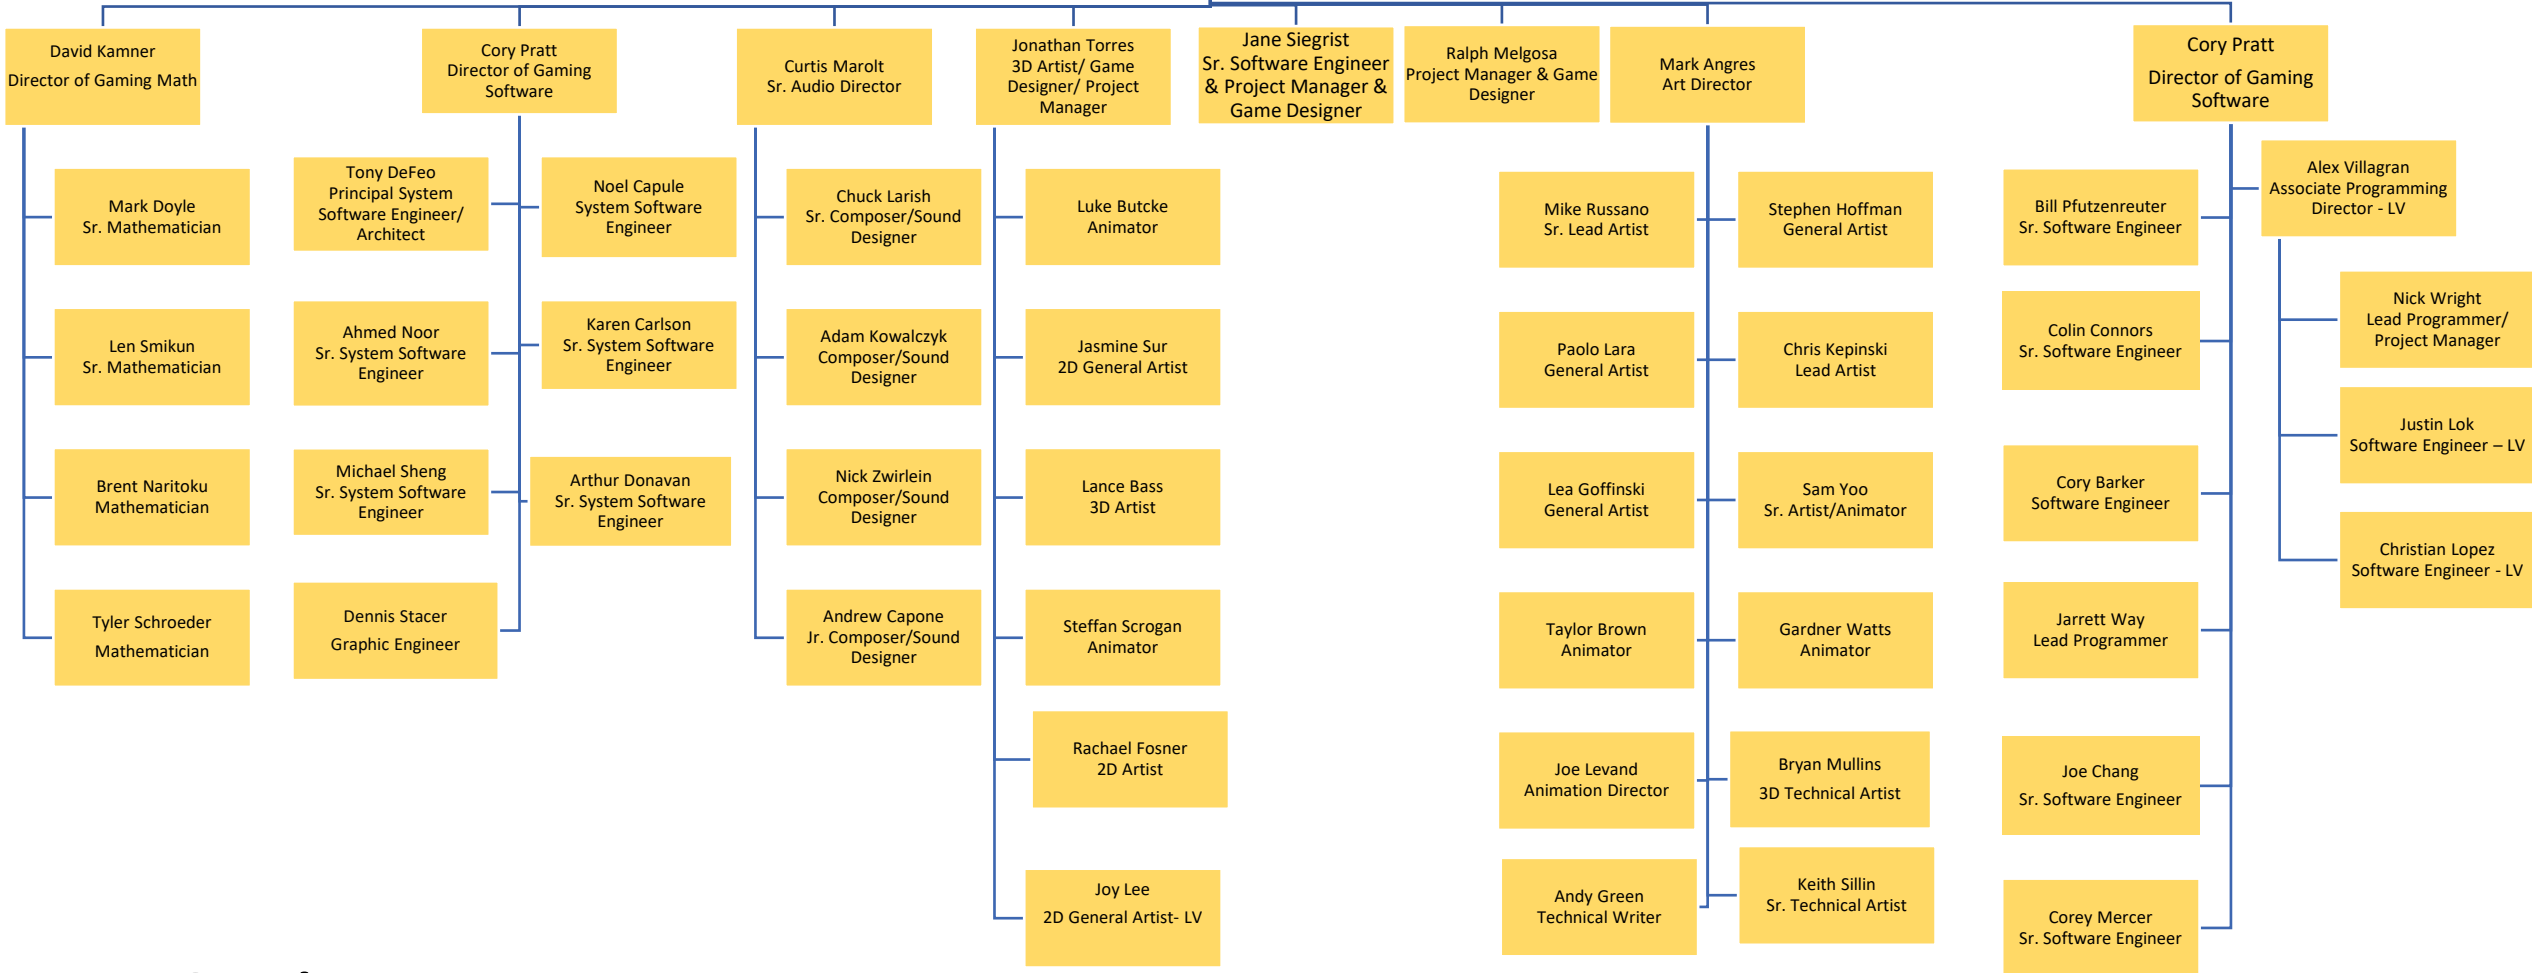 David Kamner
Director of Gaming Math
Mark Doyle
Sr. Mathematician
Len Smikun
Sr. Mathematician
Brent Naritoku
Mathematician
Tyler Schroeder
Mathematician
Cory Pratt
Director of Gaming
Software
Tony DeFeo
Principal System
Software Engineer/
Architect
Noel Capule
System Software
Engineer
Ahmed Noor
Sr. System Software
Engineer
Karen Carlson
Sr. System Software
Engineer
Michael Sheng
Sr. System Software
Engineer
Arthur Donavan
Sr. System Software
Engineer
Dennis Stacer
Graphic Engineer
Curtis Marolt
Sr. Audio Director
Chuck Larish
Sr. Composer/Sound
Designer
Adam Kowalczyk
Composer/Sound
Designer
Nick Zwirlein
Composer/Sound
Designer
Andrew Capone
Jr. Composer/Sound
Designer
Jonathan Torres
3D Artist/ Game
Designer/ Project
Manager
Luke Butcke
Animator
Jasmine Sur
2D General Artist
Lance Bass
3D Artist
Steffan Scrogan
Animator
Rachael Fosner
2D Artist
Joy Lee
2D General Artist- LV
Jane Siegrist
Sr. Software Engineer
& Project Manager &
Game Designer
Ralph Melgosa
Project Manager & Game
Designer
Mark Angres
Art Director
Mike Russano
Sr. Lead Artist
Stephen Hoffman
General Artist
Paolo Lara
General Artist
Chris Kepinski
Lead Artist
Lea Goffinski
General Artist
Sam Yoo
Sr. Artist/Animator
Taylor Brown
Animator
Gardner Watts
Animator
Joe Levand
Animation Director
Bryan Mullins
3D Technical Artist
Andy Green
Technical Writer
Keith Sillin
Sr. Technical Artist
Cory Pratt
Director of Gaming
Software
Bill Pfutzenreuter
Sr. Software Engineer
Colin Connors
Sr. Software Engineer
Cory Barker
Software Engineer
Jarrett Way
Lead Programmer
Joe Chang
Sr. Software Engineer
Corey Mercer
Sr. Software Engineer
Alex Villagran
Associate Programming
Director - LV
Nick Wright
Lead Programmer/
Project Manager
Justin Lok
Software Engineer – LV
Christian Lopez
Software Engineer - LV